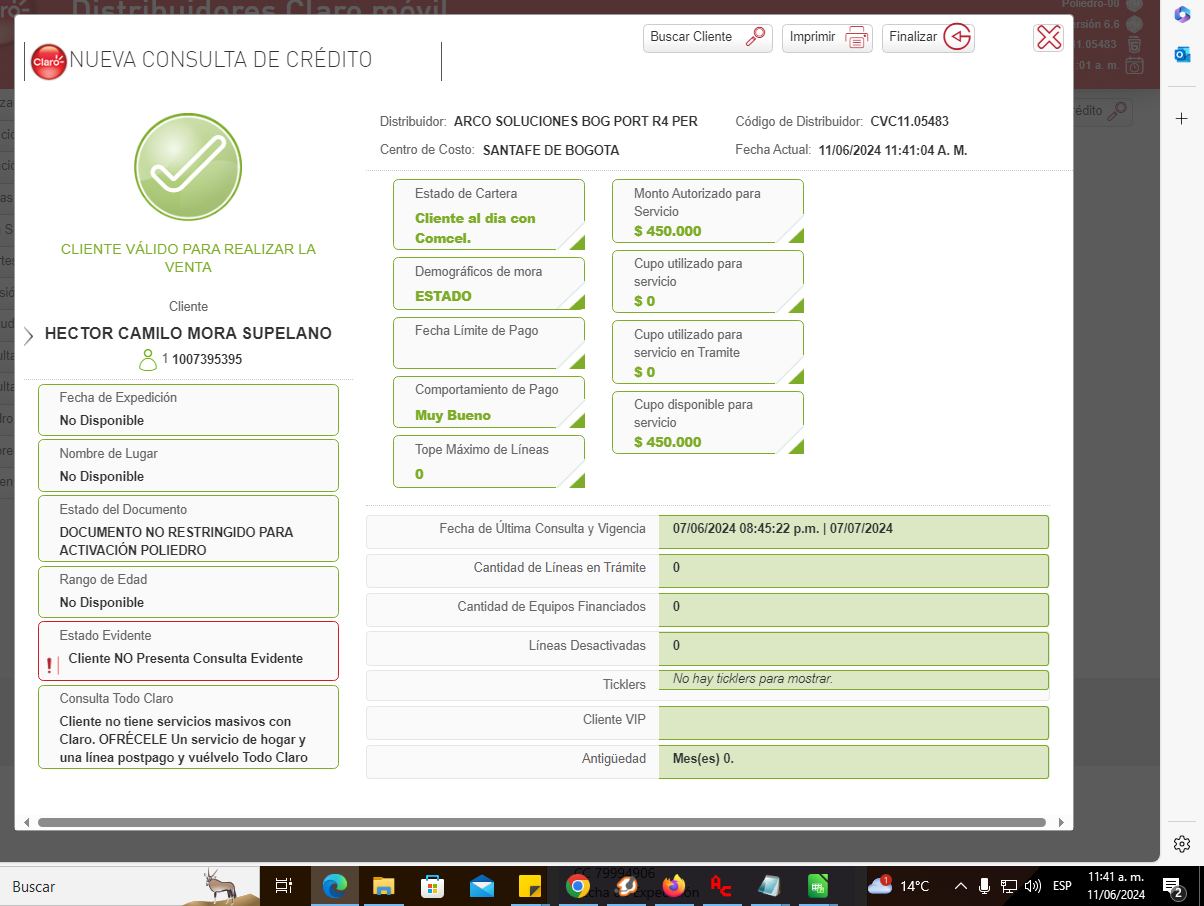 Distribuidores Claro móvil
Poliedro-00
rsión 6.6
11.05483
:01 a. m.
Buscar Cliente
Imprimir
Finalizar
Claro
NUEVA CONSULTA DE CRÉDITO
édito
Distribuidor: ARCO SOLUCIONES BOG PORT R4 PER
Código de Distribuidor: CVC11.05483
Centro de Costo: SANTAFE DE BOGOTA
Fecha Actual: 11/06/2024 11:41:04 A. M.
CLIENTE VÁLIDO PARA REALIZAR LA
VENTA
Cliente
HECTOR CAMILO MORA SUPELANO
1 1007395395
Fecha de Expedición
No Disponible
Nombre de Lugar
No Disponible
Estado del Documento
DOCUMENTO NO RESTRINGIDO PARA
ACTIVACIÓN POLIEDRO
Rango de Edad
No Disponible
Estado Evidente
Cliente NO Presenta Consulta Evidente
Consulta Todo Claro
Cliente no tiene servicios masivos con
Claro. OFRÉCELE Un servicio de hogar y
una línea postpago y vuélvelo Todo Claro
Estado de Cartera
Cliente al dia con
Comcel.
Demográficos de mora
ESTADO
Fecha Límite de Pago
Comportamiento de Pago
Muy Bueno
Tope Máximo de Líneas
0
Monto Autorizado para
Servicio
$ 450.000
Cupo utilizado para
servicio
$ 0
Cupo utilizado para
servicio en Tramite
$ 0
Cupo disponible para
servicio
$ 450.000
Fecha de Última Consulta y Vigencia 07/06/2024 08:45:22 p.m. | 07/07/2024
Cantidad de Líneas en Trámite 0
Cantidad de Equipos Financiados 0
Líneas Desactivadas 0
Ticklers No hay ticklers para mostrar.
Cliente VIP
Antigüedad Mes(es) 0.
Buscar
CC 79994906
Fecha de Expedición
1
14°C
ESP
11:41 a. m.
11/06/2024
2